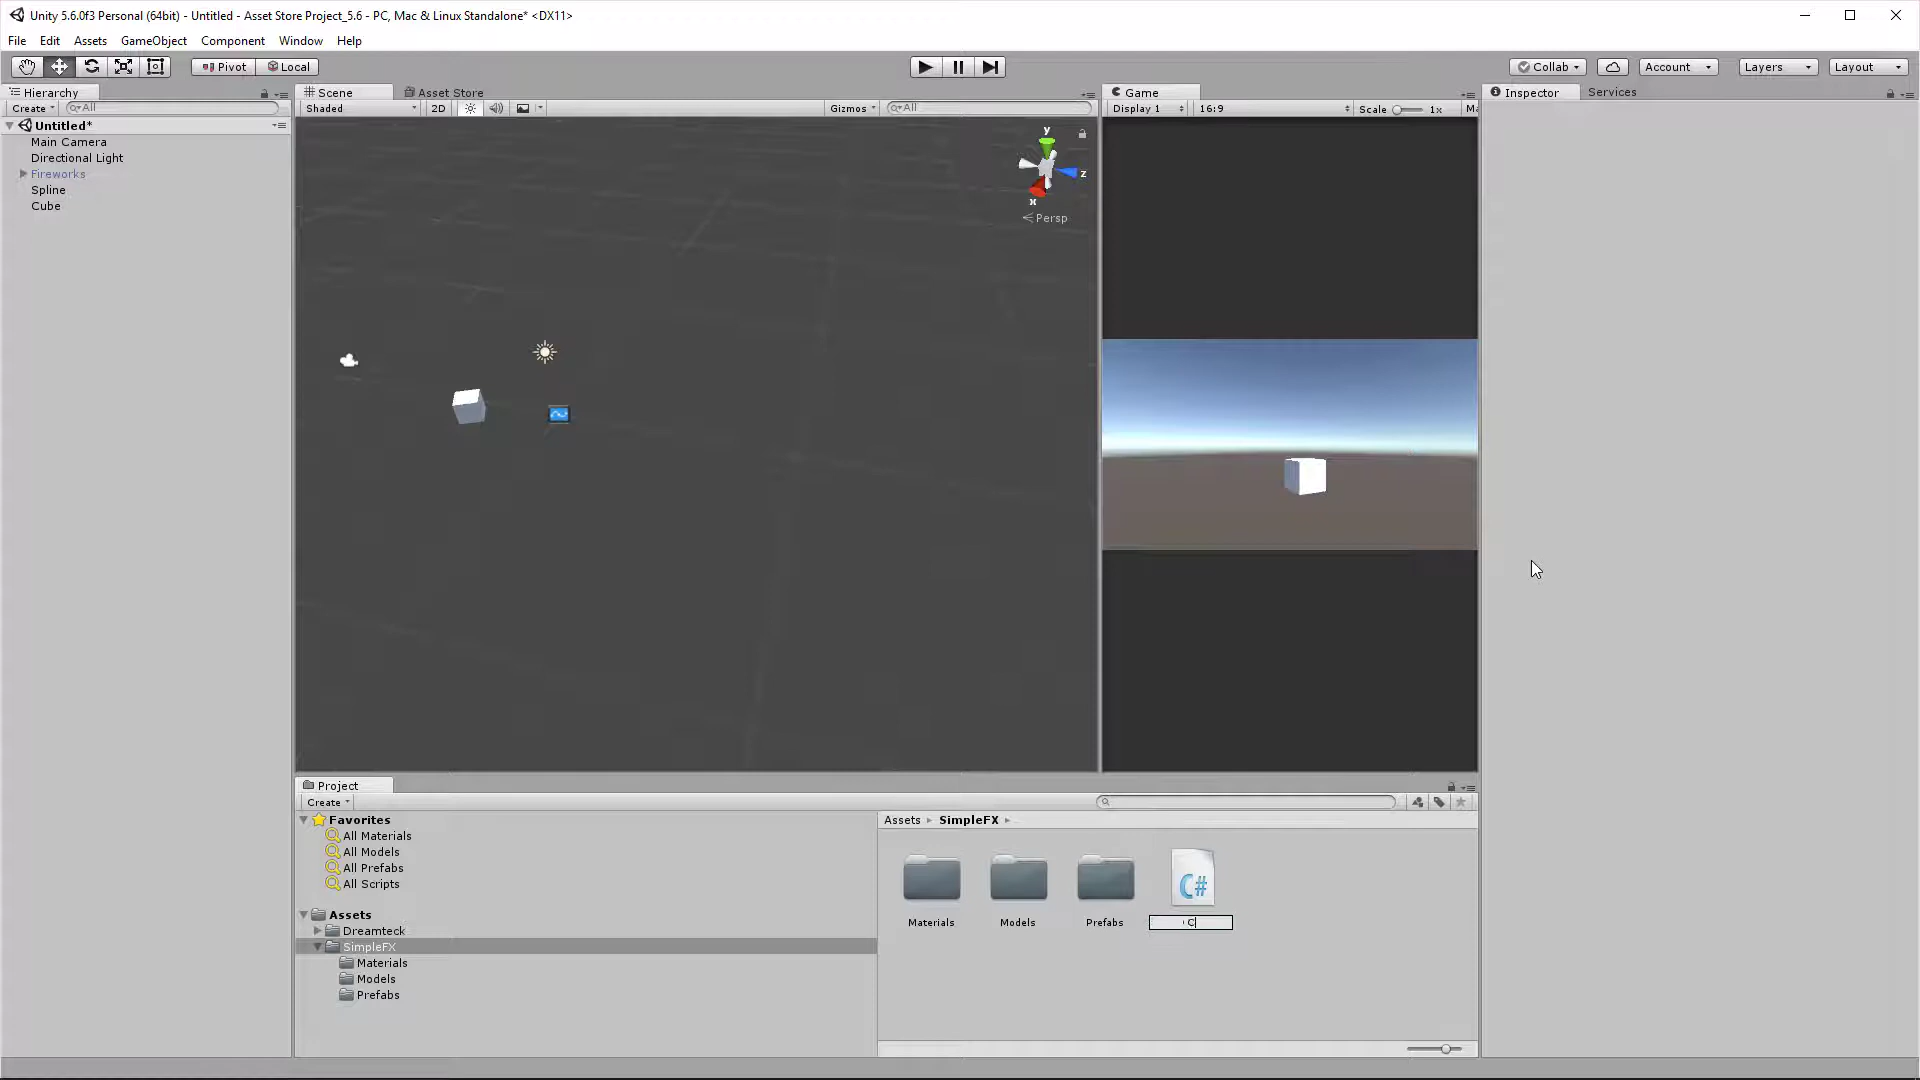 Unity 5.6.0f3 Personal (64bit) - Untitled - Asset Store Project_5.6 - PC, Mac & Linux Standalone* <DX11>
File Edit Assets GameObject Component Window Help
Pivot Local Collab Account Layers Layout
Hierarchy Scene Asset Store Game Inspector Services
Create All Shaded 2D Gizmos All Display 1 16:9 Scale 1x Ma
Untitled*
Main Camera
Directional Light
Fireworks
Spline
Cube
y
z
x
Persp
Project
Create
Favorites
All Materials
All Models
All Prefabs
All Scripts
Assets
Dreamteck
SimpleFX
Materials
Models
Prefabs
Assets SimpleFX
C#
Materials Models Prefabs C